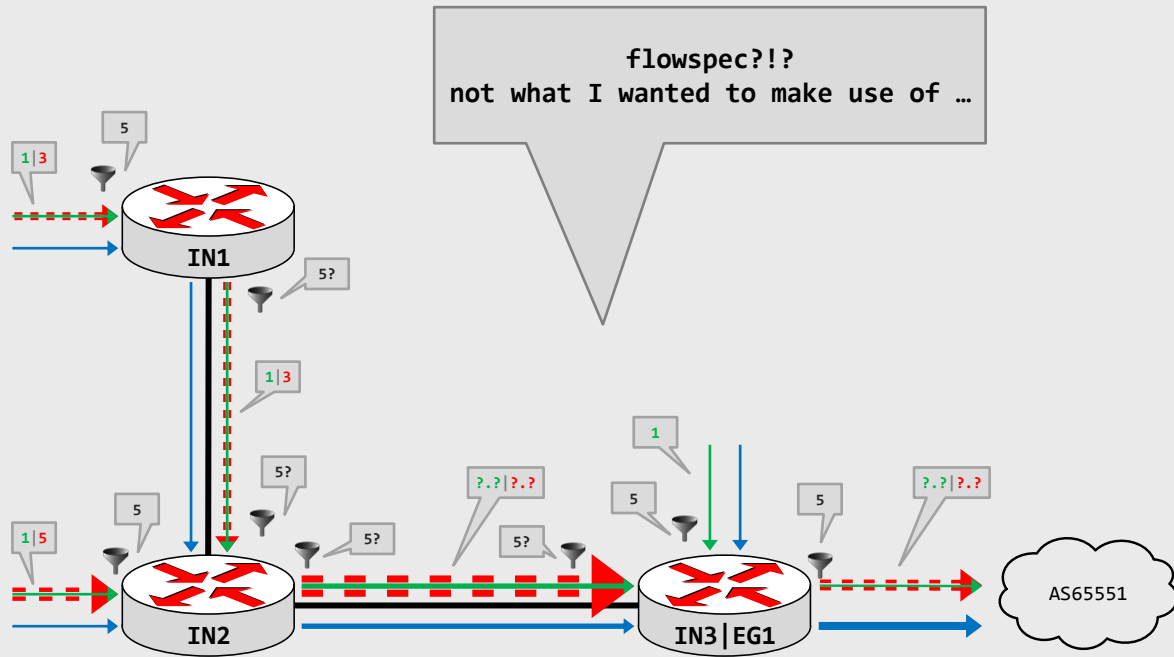 flowspec?!?
not what I wanted to make use of …
5
1|3
IN1
5?
1|3
1
5?
?.?|?.?
?.?|?.?
5
5
5
1|5
5?
5?
AS65551
IN2
IN3|EG1